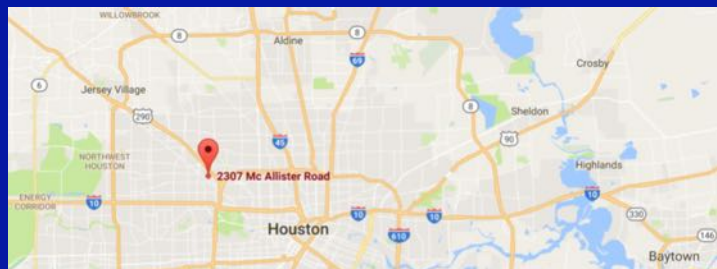 WILLOWBROOK
8
8
Aldine
69
Crosby
6
Jersey Village
290
8
Sheldon
45
90
NORTHWEST
HOUSTON
2307 Mc Allister Road
Highlands
ENERGY
CORRIDOR
10
10
10
10
330
Houston
610
146
Baytown